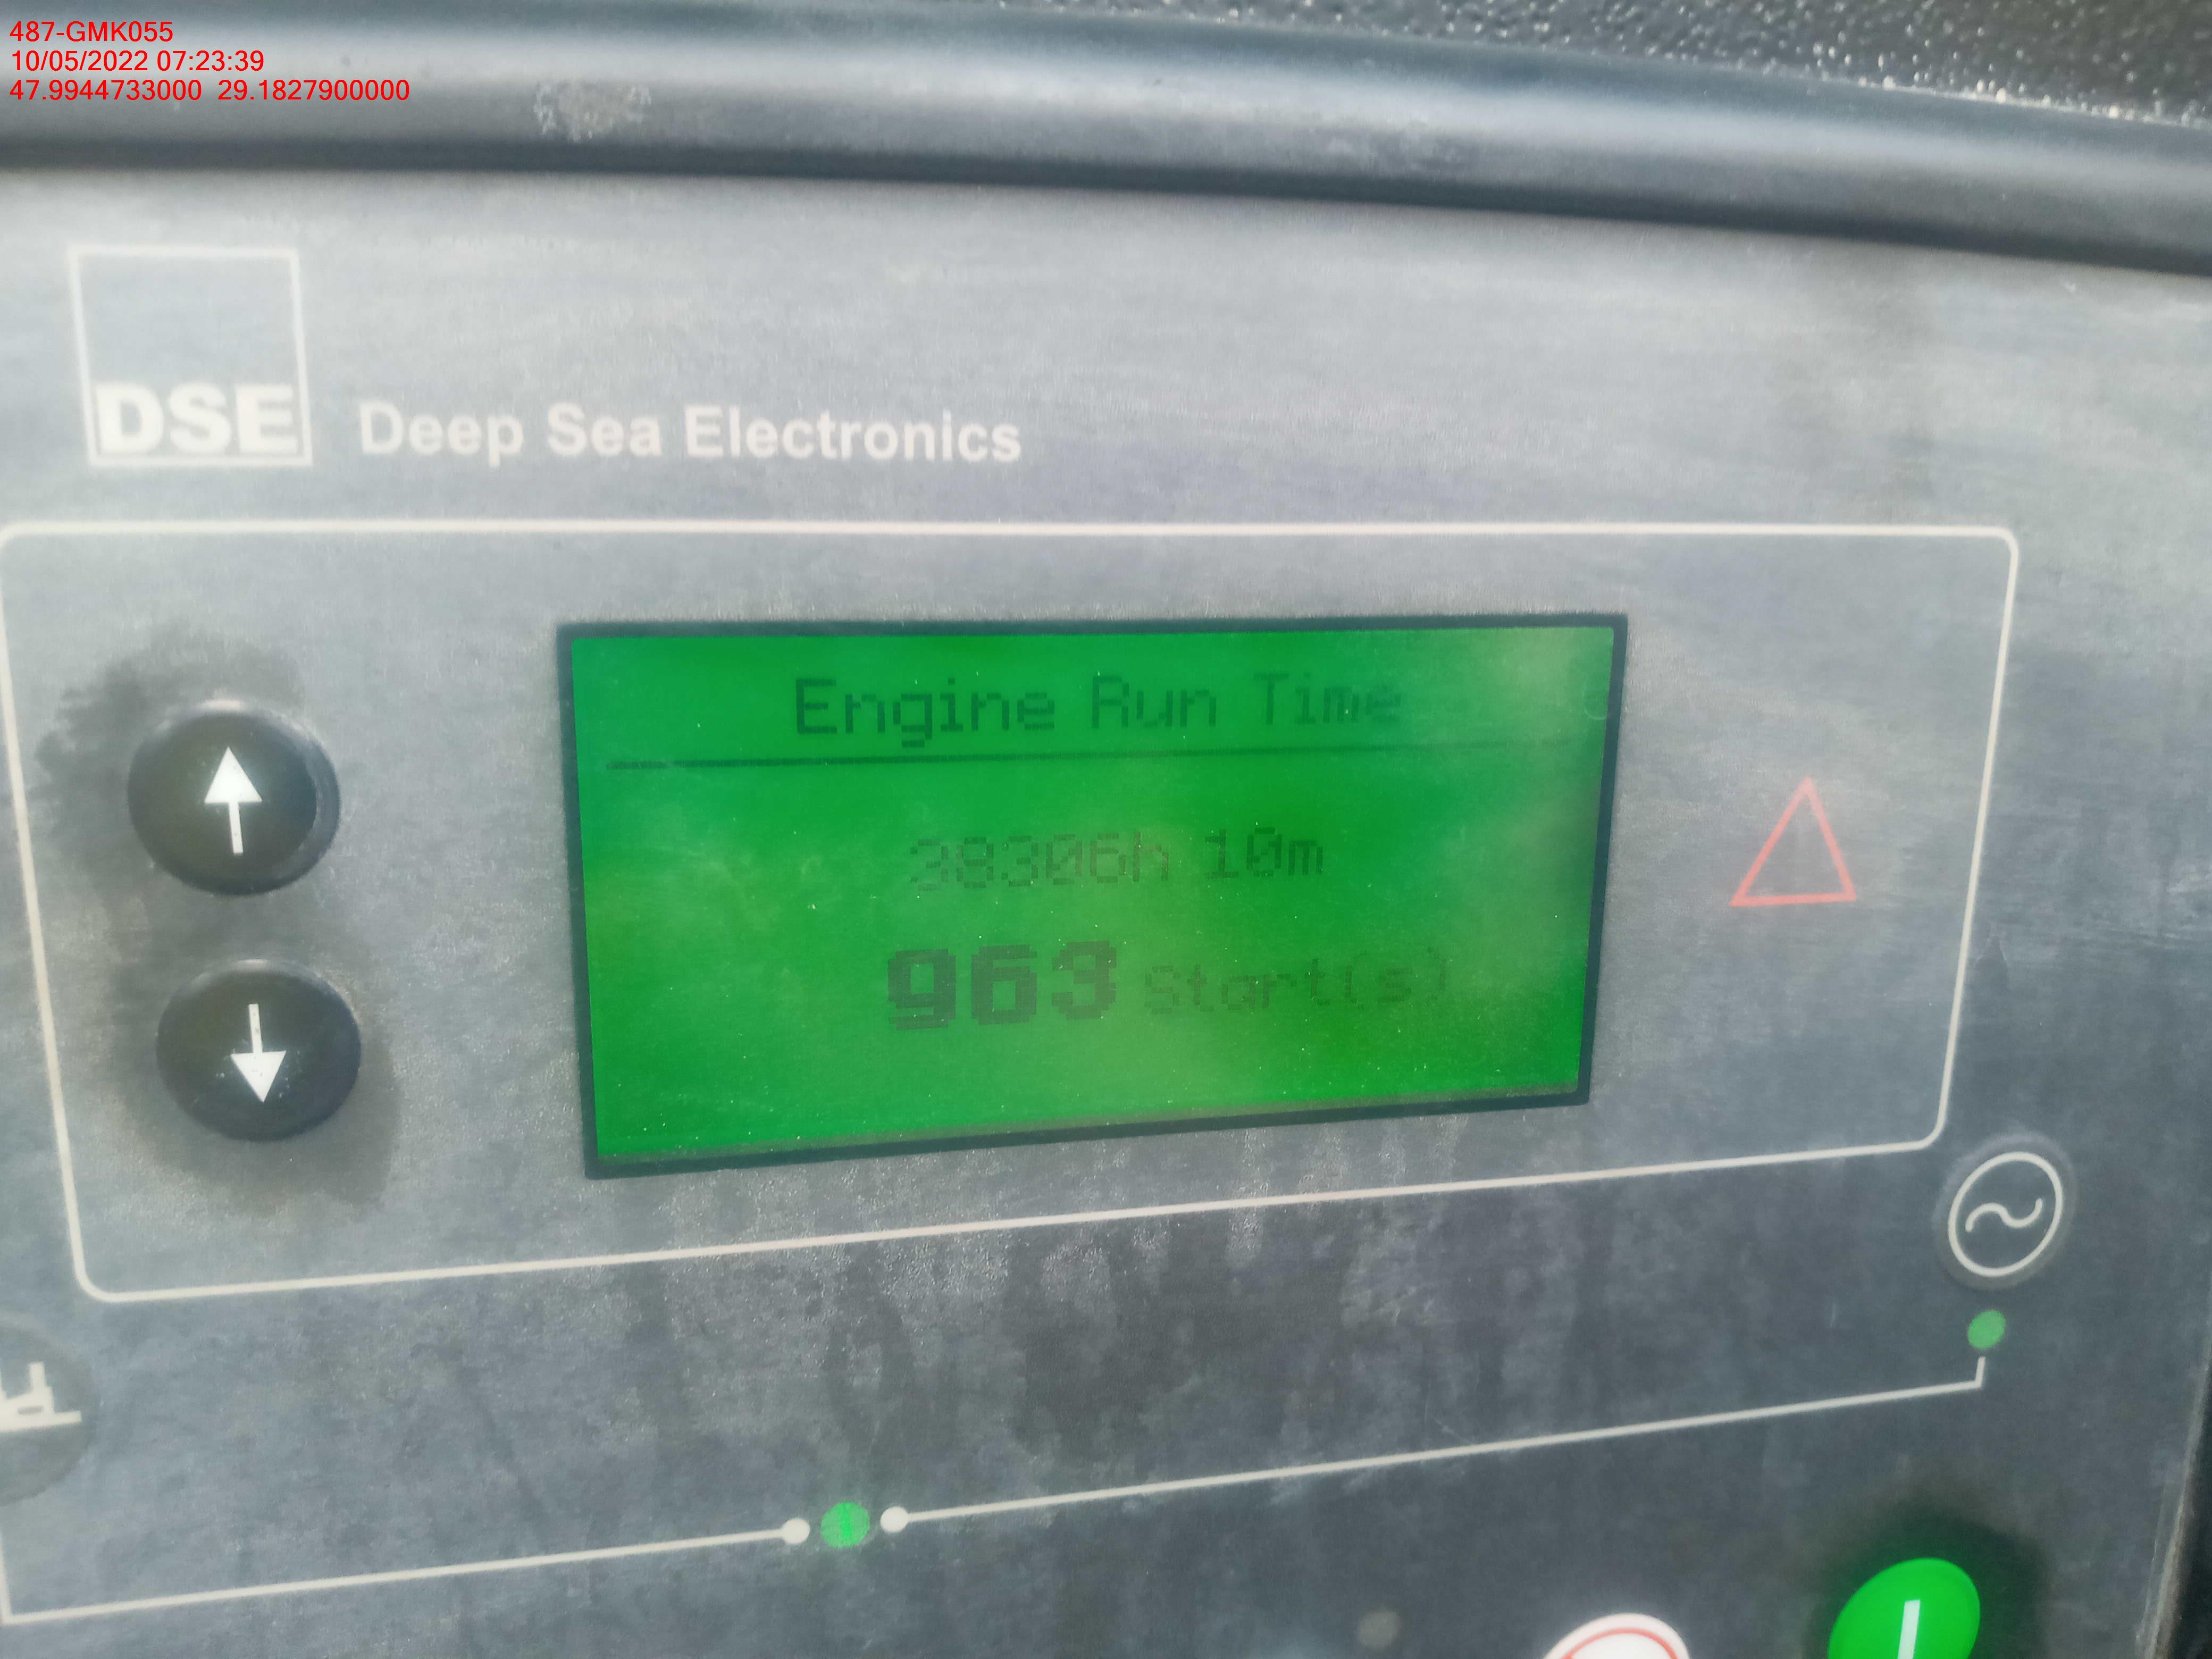 487-GMK055
10/05/2022 07:23:39
47.9944733000 29.1827900000
DSE Deep Sea Electronics
Engine Run Time
10m
963 Start(s)